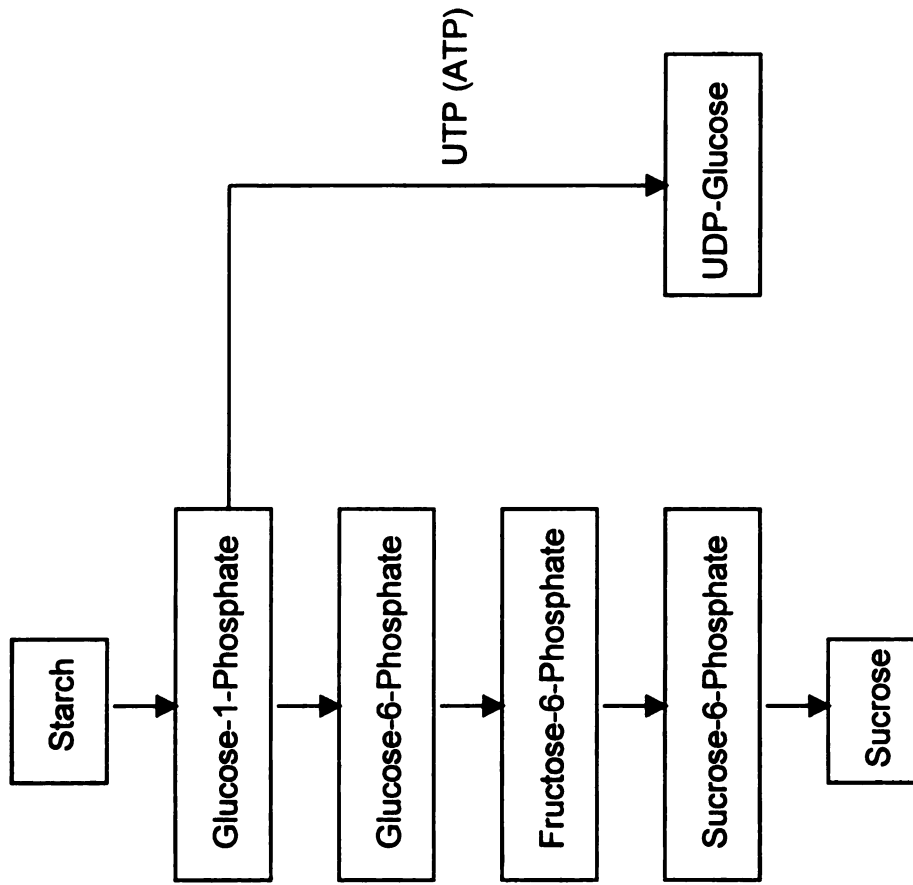 Starch
Glucose-1-Phosphate
Glucose-6-Phosphate
Fructose-6-Phosphate
Sucrose-6-Phosphate
Sucrose
UTP (ATP)
UDP-Glucose